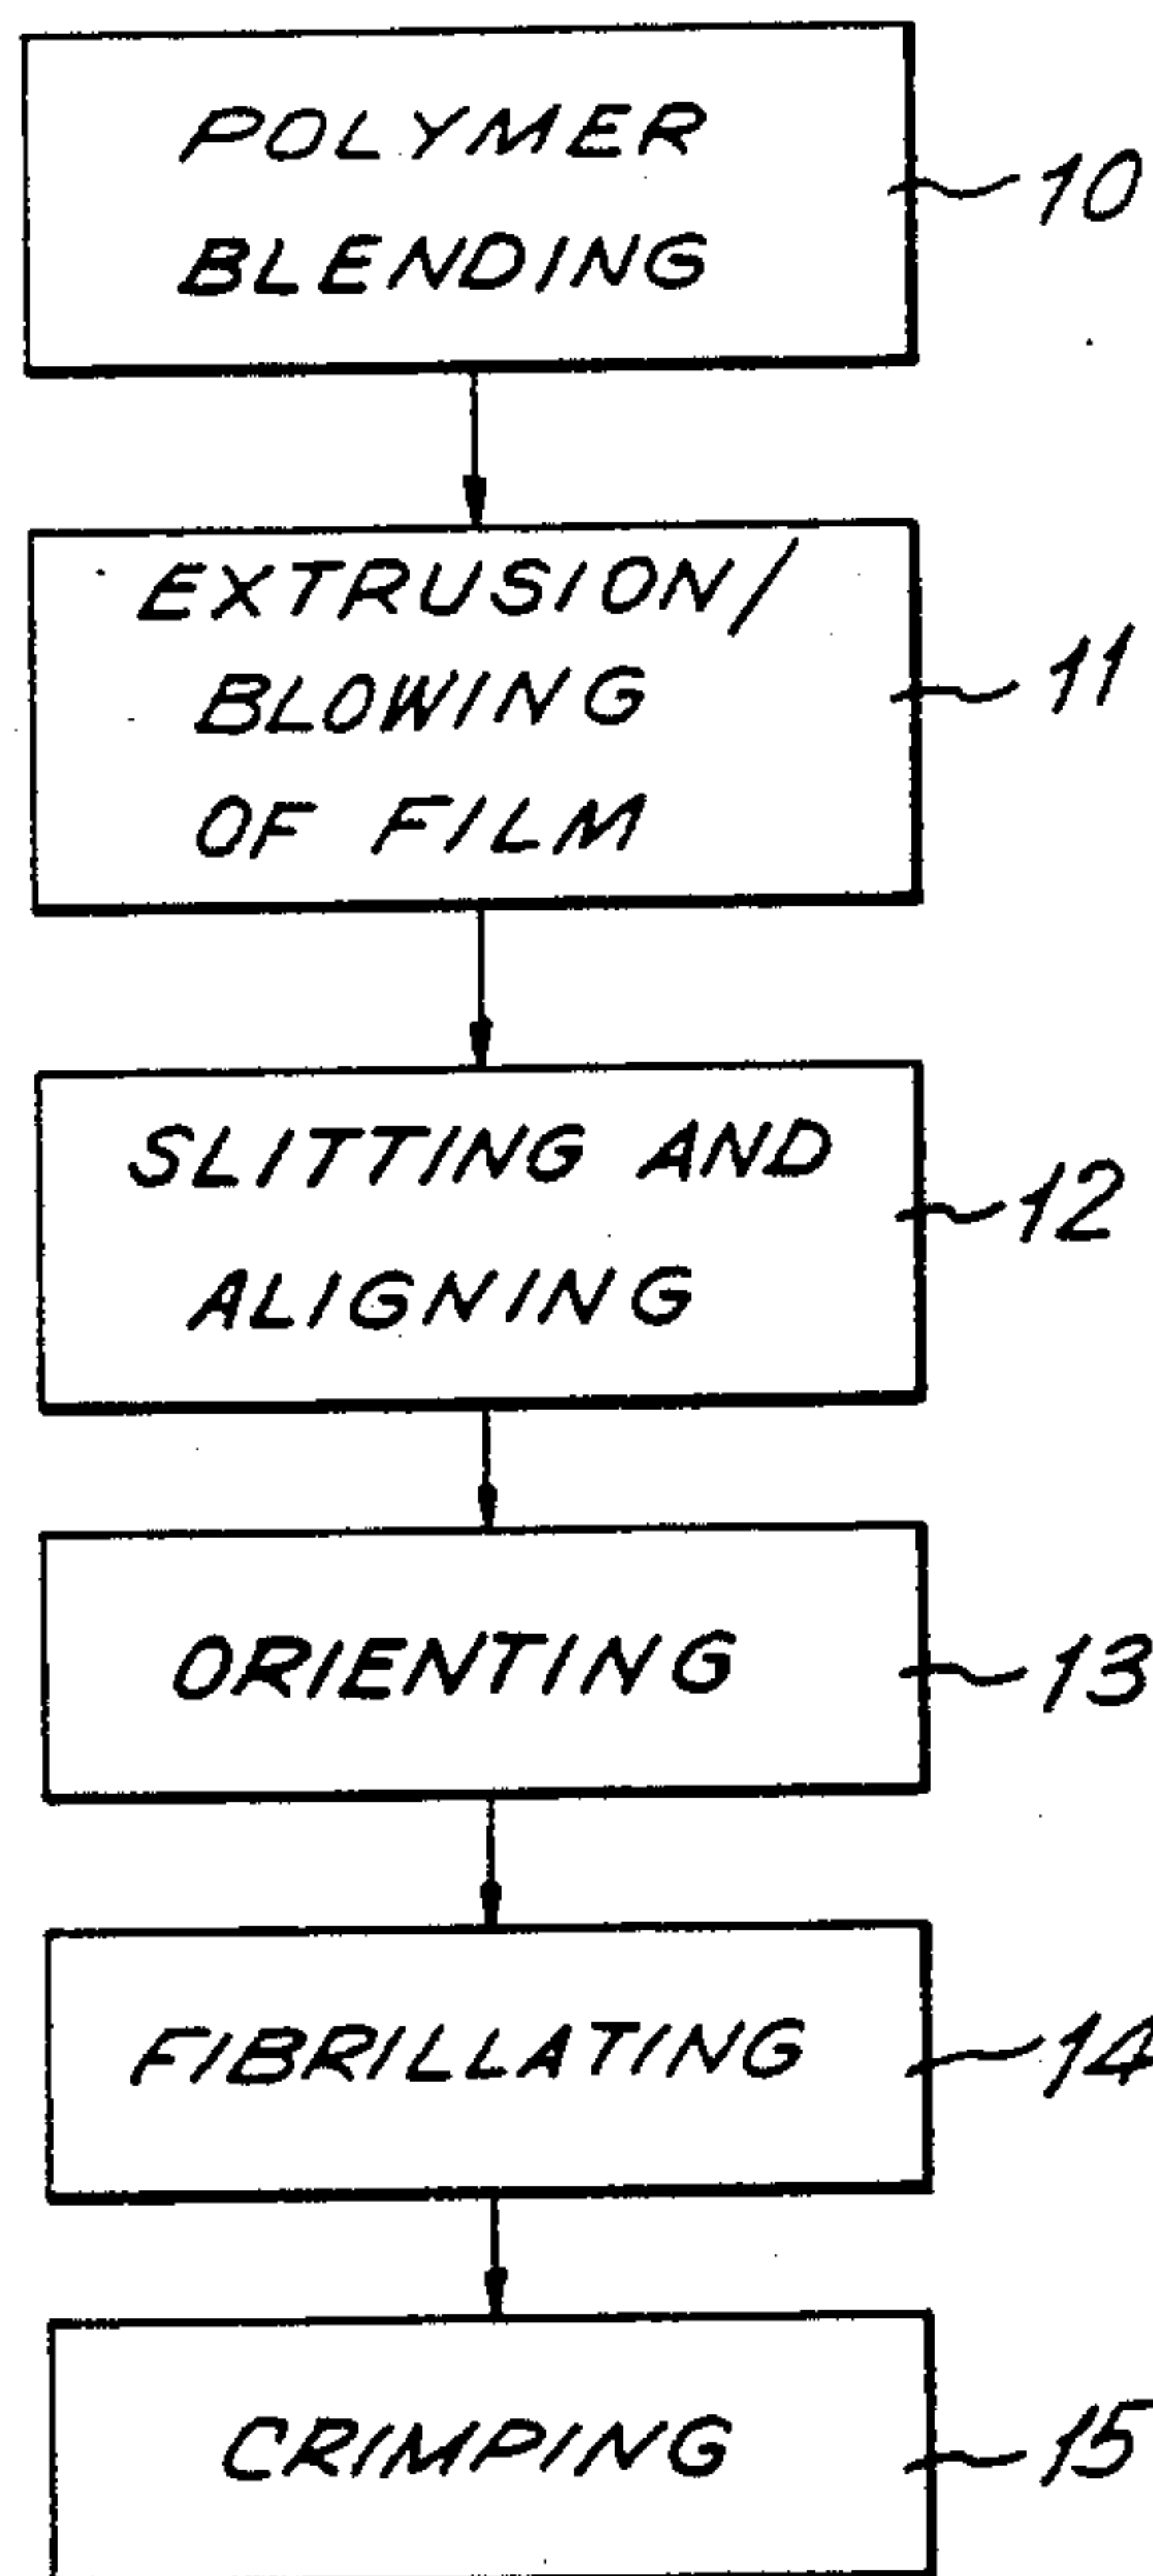 POLYMER
BLENDING
10
EXTRUSION/
BLOWING
OF FILM
11
SLITTING AND
ALIGNING
12
ORIENTING
13
FIBRILLATING
14
CRIMPING
15